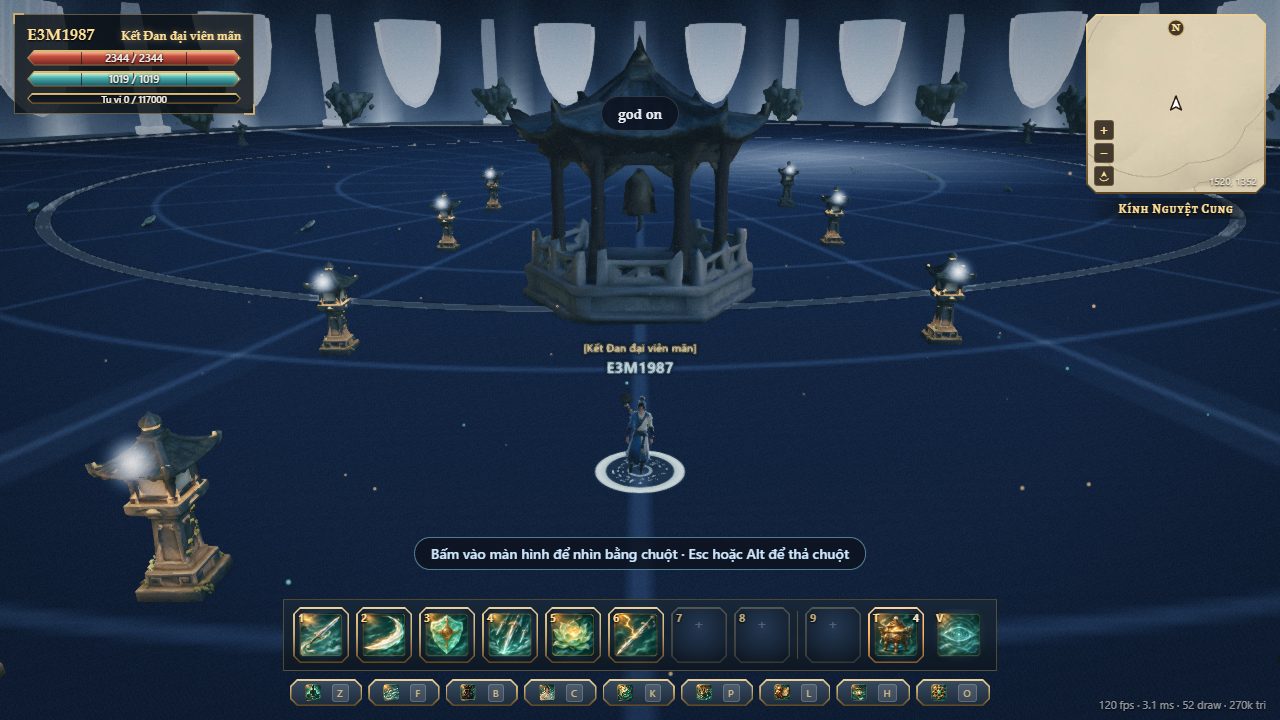 E3M1987 Kết Đan đại viên mãn
2344 / 2344
1019 / 1019
Tu vi 0 / 117000
god on
N
+
−
1520, 1352
Kính Nguyệt Cung
[Kết Đan đại viên mãn]
E3M1987
Bấm vào màn hình để nhìn bằng chuột · Esc hoặc Alt để thả chuột
1 2 3 4 5 6 7 8 9 T 4 V
+ + +
Z F B C K P L H O
120 fps · 3.1 ms · 52 draw · 270k tri